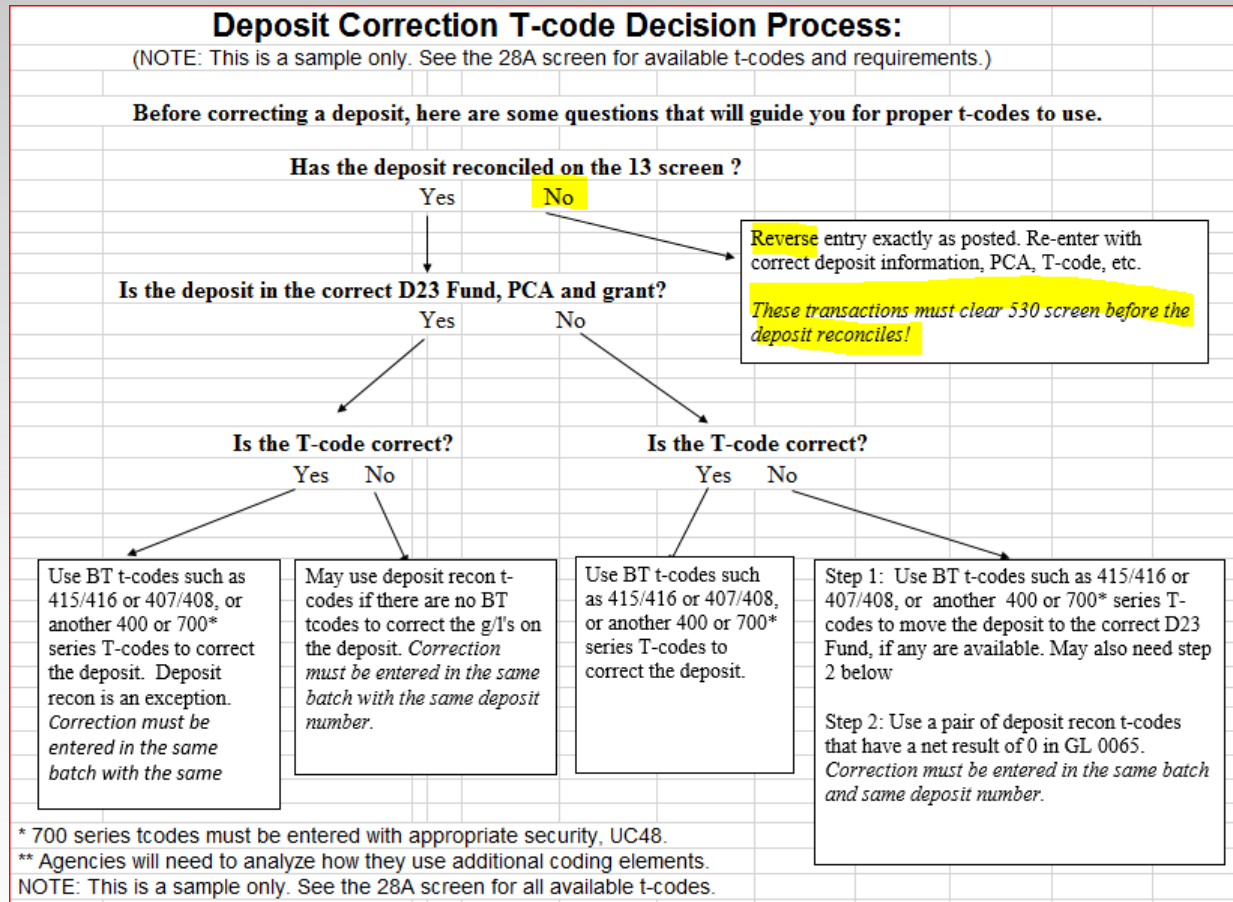 Deposit Correction T-code Decision Process:
(NOTE: This is a sample only. See the 28A screen for available t-codes and requirements.)
Before correcting a deposit, here are some questions that will guide you for proper t-codes to use.
Has the deposit reconciled on the 13 screen ?
Yes No
Reverse entry exactly as posted. Re-enter with
correct deposit information, PCA, T-code, etc.
These transactions must clear 530 screen before the
deposit reconciles!
Is the deposit in the correct D23 Fund, PCA and grant?
Yes No
Is the T-code correct?
Yes No
Is the T-code correct?
Yes No
Use BT t-codes such as
415/416 or 407/408, or
another 400 or 700*
series T-codes to correct
the deposit. Deposit
recon is an exception.
Correction must be
entered in the same
batch with the same
May use deposit recon t-
codes if there are no BT
tcodes to correct the g/l's on
the deposit. Correction
must be entered in the same
batch with the same deposit
number.
Use BT t-codes such
as 415/416 or 407/408,
or another 400 or 700*
series T-codes to
correct the deposit.
Step 1: Use BT t-codes such as 415/416 or
407/408, or another 400 or 700* series T-
codes to move the deposit to the correct D23
Fund, if any are available. May also need step
2 below
Step 2: Use a pair of deposit recon t-codes
that have a net result of 0 in GL 0065.
Correction must be entered in the same batch
and same deposit number.
* 700 series tcodes must be entered with appropriate security, UC48.
** Agencies will need to analyze how they use additional coding elements.
NOTE: This is a sample only. See the 28A screen for all available t-codes.